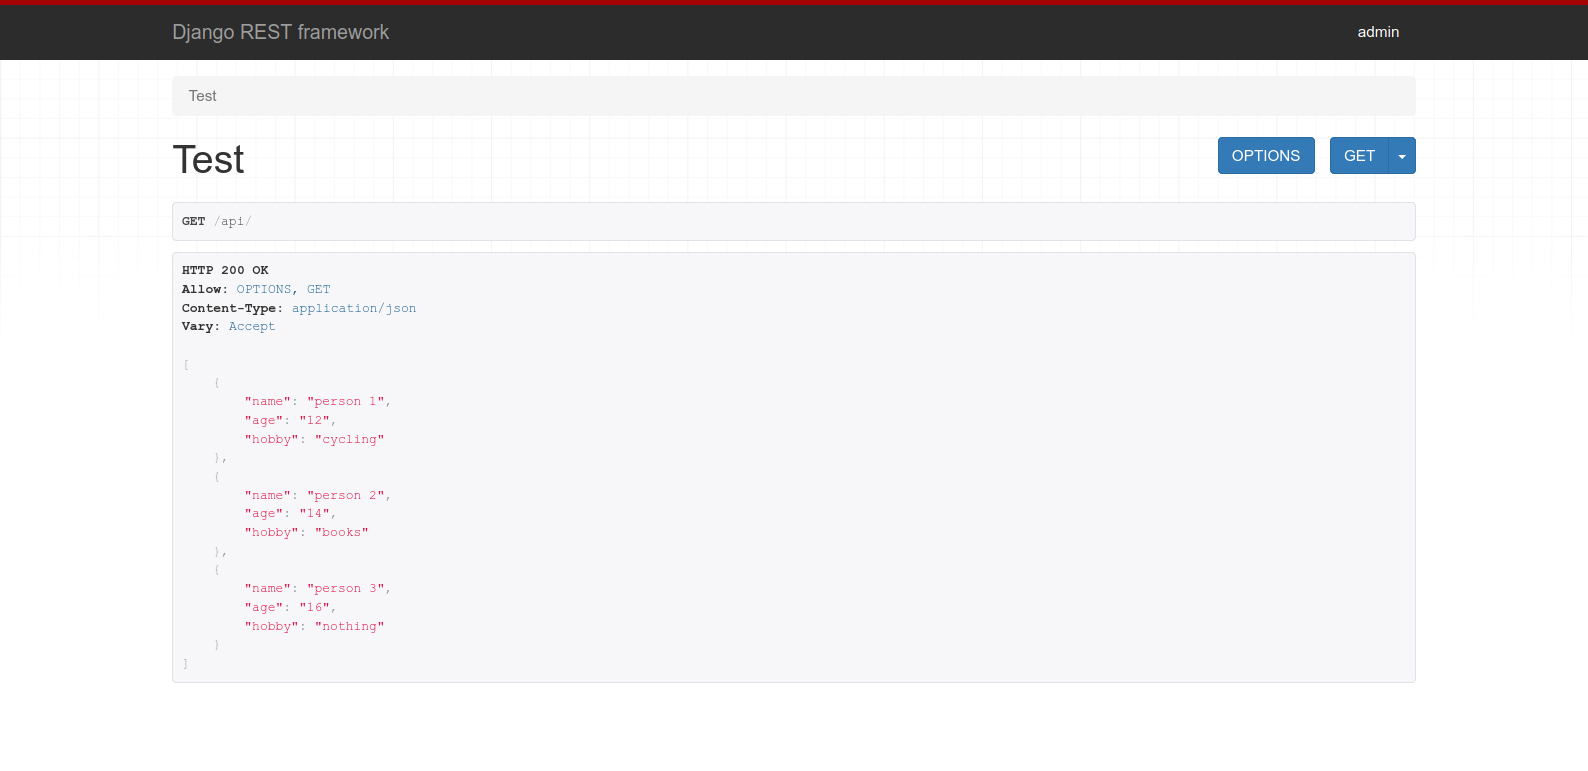 Django REST framework
admin
Test
Test
OPTIONS
GET
GET /api/
HTTP 200 OK
Allow: OPTIONS, GET
Content-Type: application/json
Vary: Accept
[
    {
        "name": "person 1",
        "age": "12",
        "hobby": "cycling"
    },
    {
        "name": "person 2",
        "age": "14",
        "hobby": "books"
    },
    {
        "name": "person 3",
        "age": "16",
        "hobby": "nothing"
    }
]